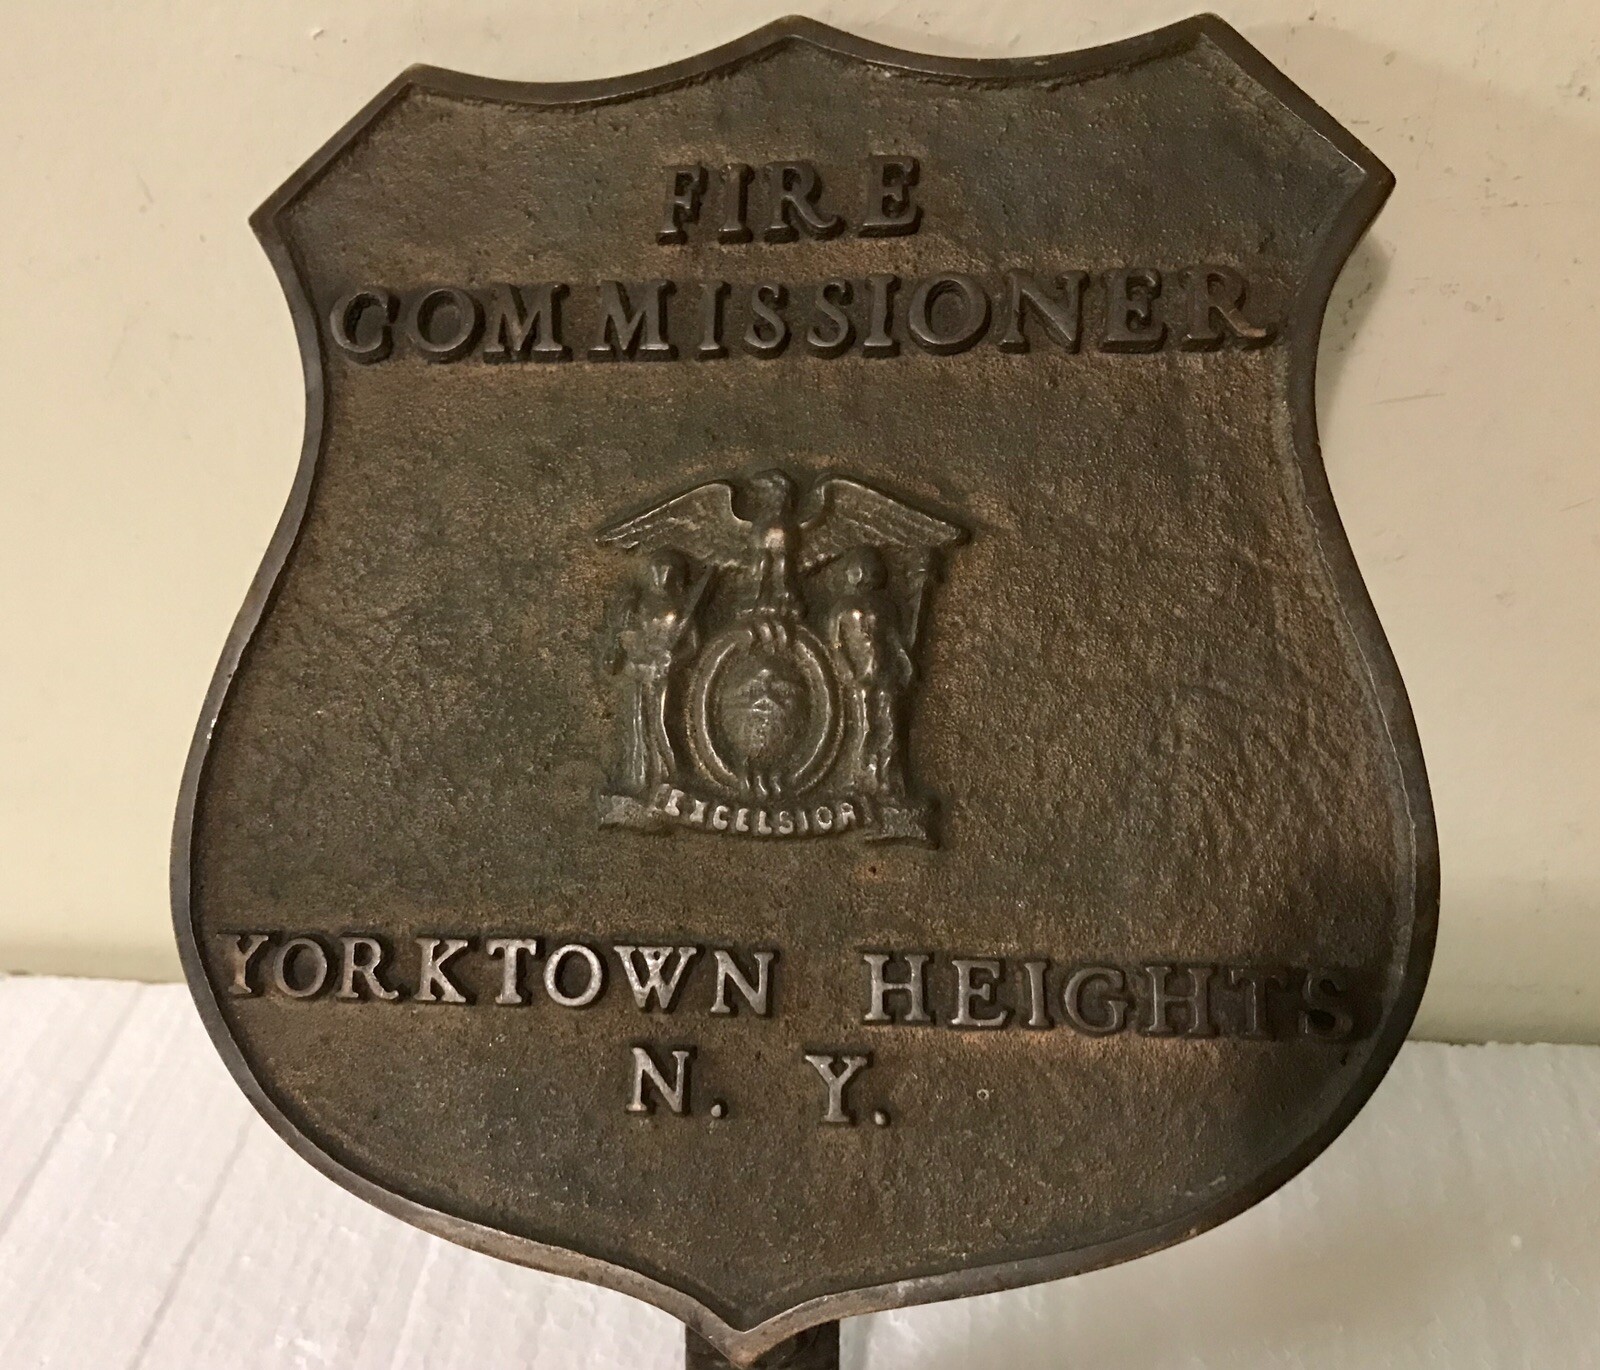 FIRE
COMMISSIONER
EXCELSIOR
YORKTOWN HEIGHTS
N. Y.